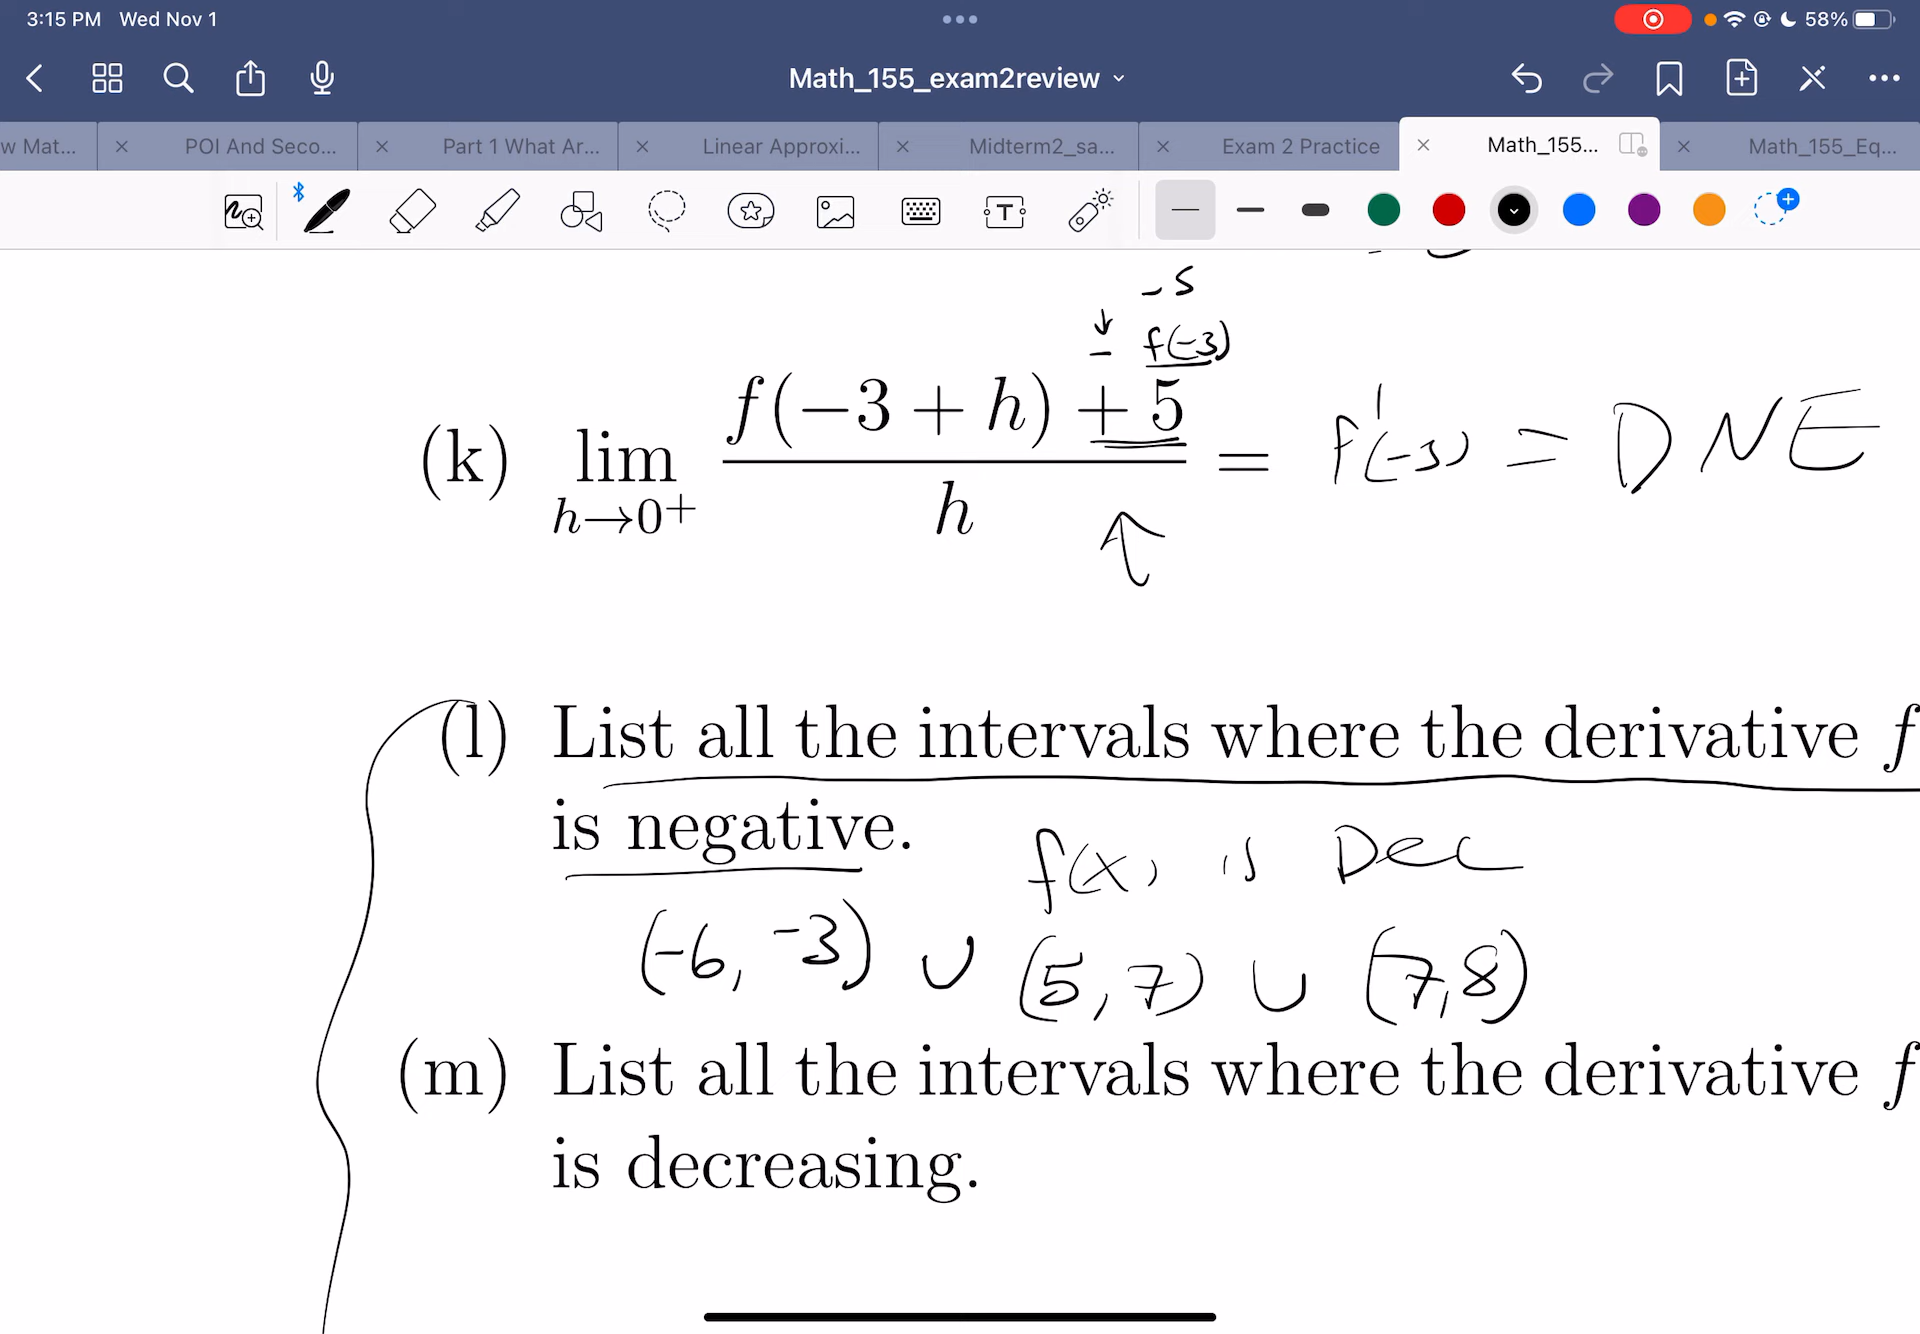 3:15 PM Wed Nov 1 58%
Math_155_exam2review
w Mat... POI And Seco... Part 1 What Ar... Linear Approxi... Midterm2_sa... Exam 2 Practice Math_155... Math_155_Eq...
-5
↓ - f(-3)
(k) lim h→0⁺ f(-3 + h) + 5 / h = f'(-3) = DNE
↑
(l) List all the intervals where the derivative f
is negative. f(x) is Dec
(-6, -3) ∪ (5, 7) ∪ (7, 8)
(m) List all the intervals where the derivative f
is decreasing.